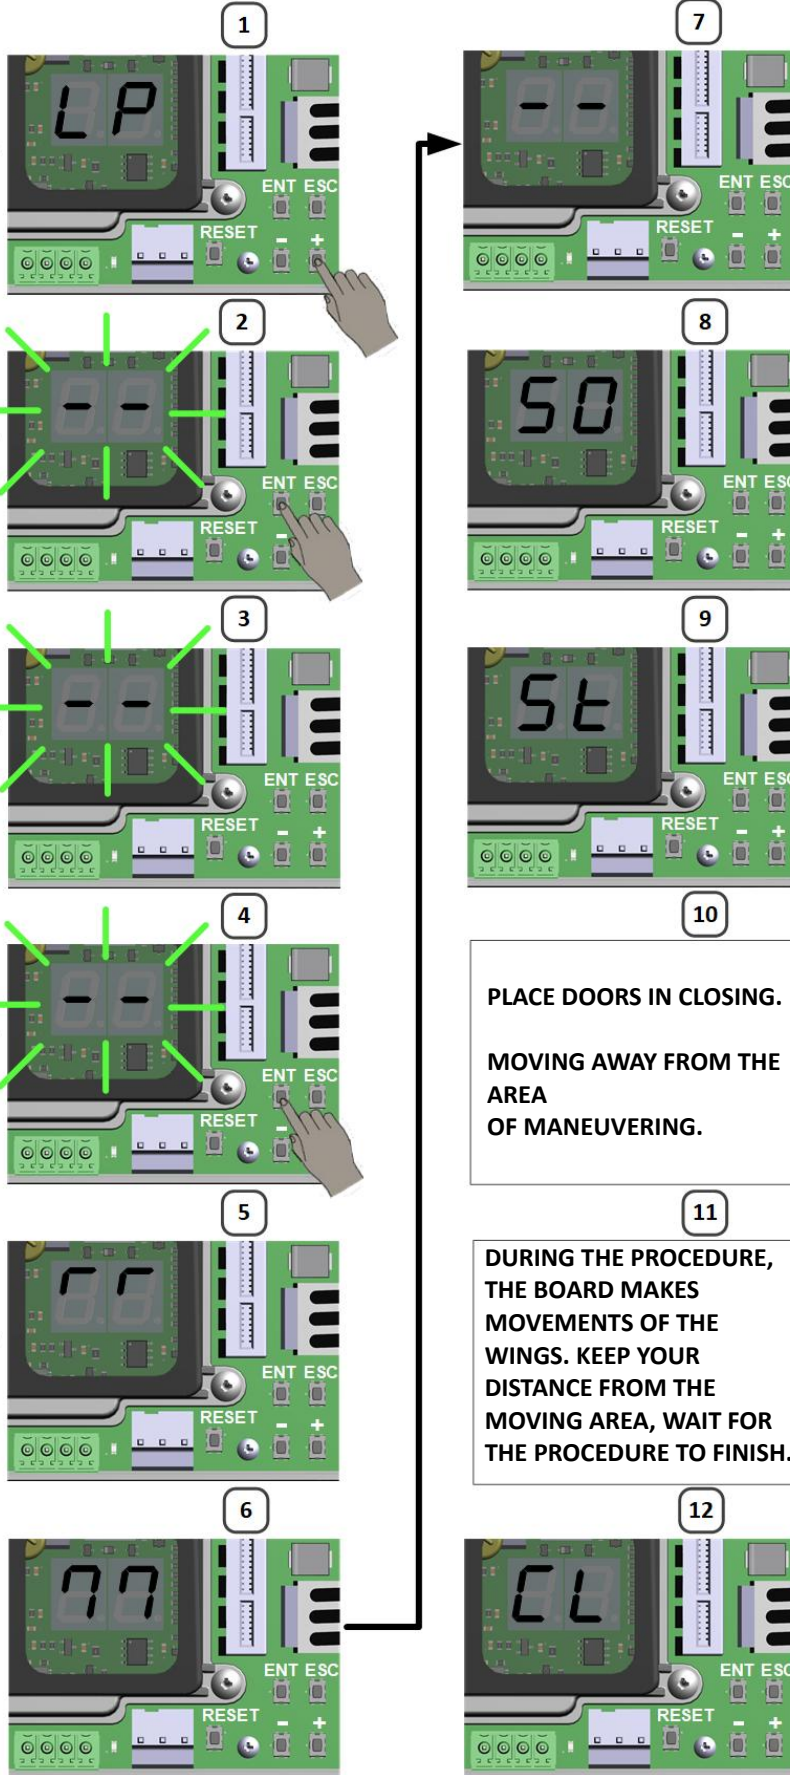 1
LP
ENT ESC
RESET - +
2
- -
ENT ESC
RESET -
3
- -
ENT ESC
RESET - +
4
- -
ENT ESC
RESET -
5
ENT ESC
RESET - +
6
77
ENT ESC
RESET - +
7
- -
ENT ESC
RESET - +
8
SO
ENT ESC
RESET - +
9
St
ENT ESC
RESET - +
10
PLACE DOORS IN CLOSING.
MOVING AWAY FROM THE
AREA
OF MANEUVERING.
11
DURING THE PROCEDURE,
THE BOARD MAKES
MOVEMENTS OF THE
WINGS. KEEP YOUR
DISTANCE FROM THE
MOVING AREA, WAIT FOR
THE PROCEDURE TO FINISH.
12
CL
ENT ESC
RESET - +